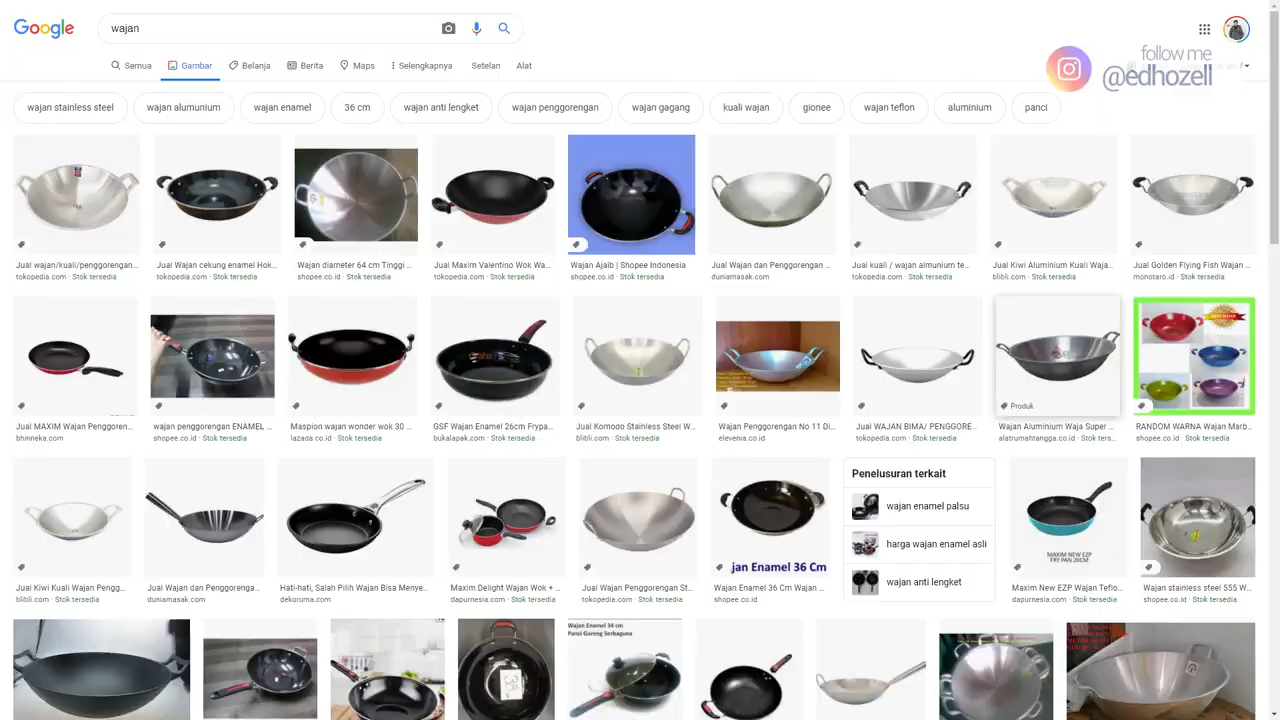 Google
wajan
Semua
Gambar
Belanja
Berita
Maps
Selengkapnya
Setelan
Alat
follow me
@edhozell
wajan stainless steel
wajan alumunium
wajan enamel
36 cm
wajan anti lengket
wajan penggorengan
wajan gagang
kuali wajan
gionee
wajan teflon
aluminium
panci
Jual wajan/kuali/penggorengan...
tokopedia.com · Stok tersedia
Jual Wajan cekung enamel Hok...
tokopedia.com · Stok tersedia
Wajan diameter 64 cm Tinggi ...
shopee.co.id · Stok tersedia
Jual Maxim Valentino Wok Wa...
tokopedia.com · Stok tersedia
Wajan Ajaib | Shopee Indonesia
shopee.co.id · Stok tersedia
Jual Wajan dan Penggorengan ...
duniamasak.com
Jual kuali / wajan almunium te...
tokopedia.com · Stok tersedia
Jual Kiwi Aluminium Kuali Waja...
blibli.com · Stok tersedia
Jual Golden Flying Fish Wajan ...
monotaro.id · Stok tersedia
Produk
Jual MAXIM Wajan Penggoren...
bhinneka.com
wajan penggorengan ENAMEL ...
shopee.co.id · Stok tersedia
Maspion wajan wonder wok 30 ...
lazada.co.id · Stok tersedia
GSF Wajan Enamel 26cm Frypa...
bukalapak.com · Stok tersedia
Jual Komodo Stainless Steel W...
blibli.com · Stok tersedia
Wajan Penggorengan No 11 Di...
elevenia.co.id
Jual WAJAN BIMA/ PENGGORE...
tokopedia.com · Stok tersedia
Wajan Aluminium Waja Super ...
alatrumahtangga.co.id · Stok ters...
RANDOM WARNA Wajan Marb...
shopee.co.id · Stok tersedia
Penelusuran terkait
wajan enamel palsu
harga wajan enamel asli
wajan anti lengket
jan Enamel 36 Cm
MAXIM NEW EZP
FRY PAN 20CM
Jual Kiwi Kuali Wajan Pengg...
blibli.com · Stok tersedia
Jual Wajan dan Penggorenga...
duniamasak.com
Hati-hati, Salah Pilih Wajan Bisa Menye...
dekoruma.com
Maxim Delight Wajan Wok + ...
dapurnesia.com · Stok tersedia
Jual Wajan Penggorengan St...
tokopedia.com · Stok tersedia
Wajan Enamel 36 Cm Wajan ...
shopee.co.id
Maxim New EZP Wajan Teflo...
dapurnesia.com · Stok tersedia
Wajan stainless steel 555 W...
shopee.co.id · Stok tersedia
Wajan Enamel 34 cm
Panci Goreng Serbaguna